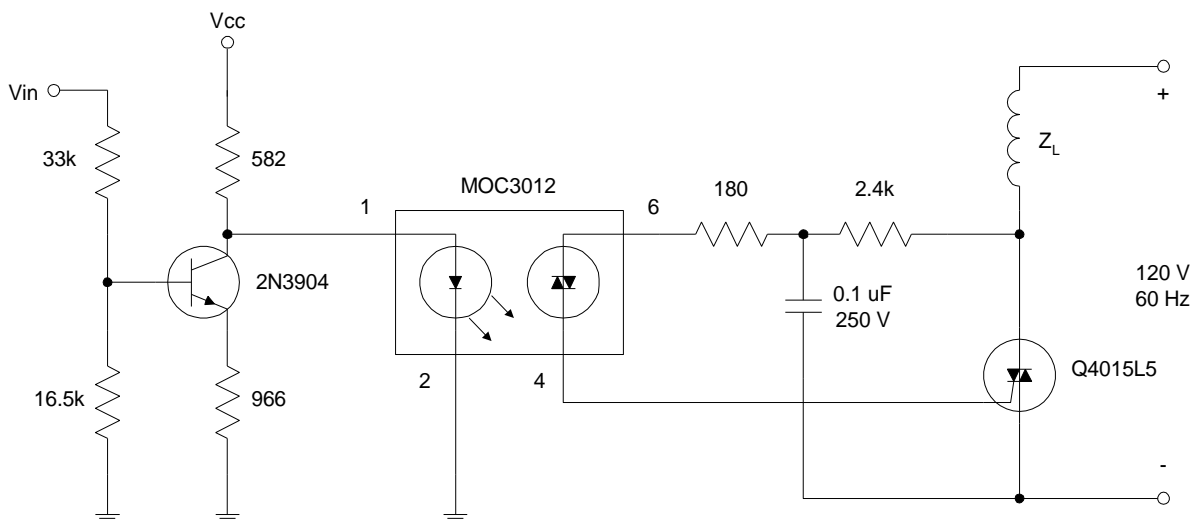 Vcc
Vin
+
33k
582
Z_L
MOC3012
180
2.4k
1
6
2N3904
0.1 uF
250 V
120 V
60 Hz
Q4015L5
2
4
16.5k
966
-